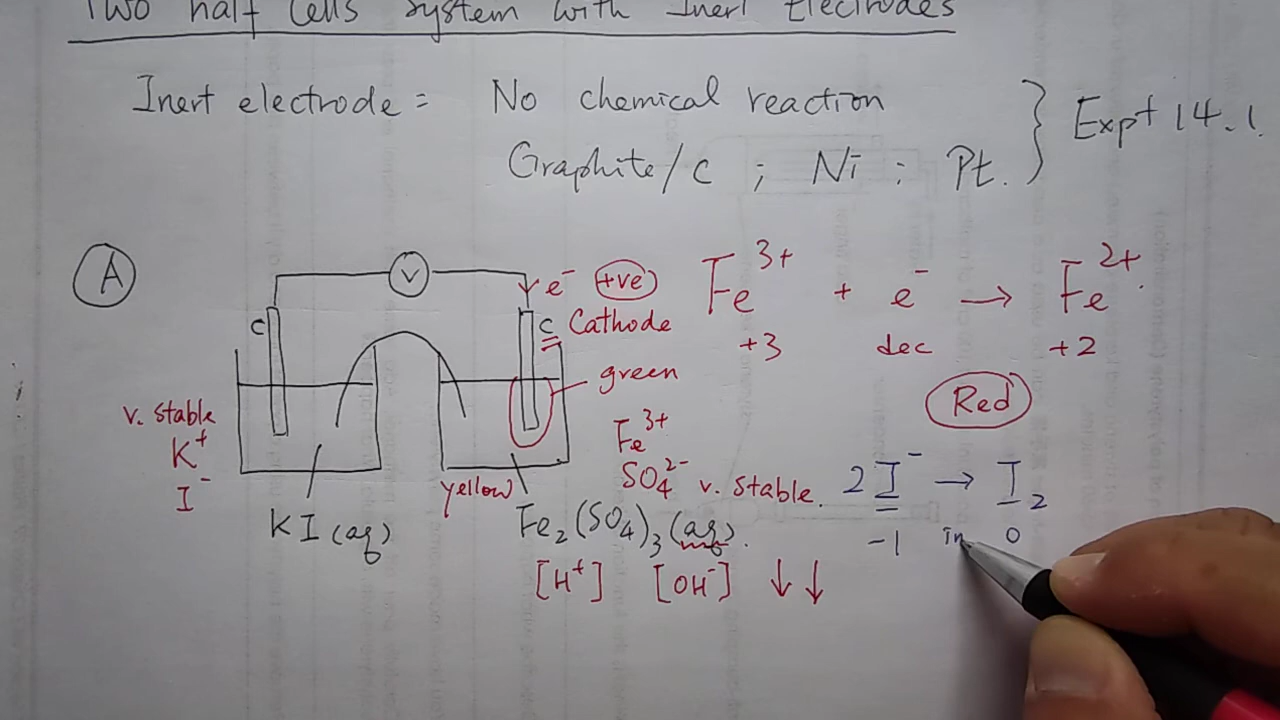 Two half Cells System with Inert Electrodes
Inert electrode = No chemical reaction
Graphite/C ; Ni ; Pt.
} Expt 14.1
A
V
e⁻ +ve
C
C Cathode
green
Fe³⁺ + e⁻ → Fe²⁺.
+3 dec +2
Red
v. stable
K⁺
I⁻
KI (aq)
yellow
Fe³⁺
SO₄²⁻ v. stable.
Fe₂(SO₄)₃(aq).
[H⁺] [OH⁻] ↓↓
2I⁻ → I₂
-1 in 0